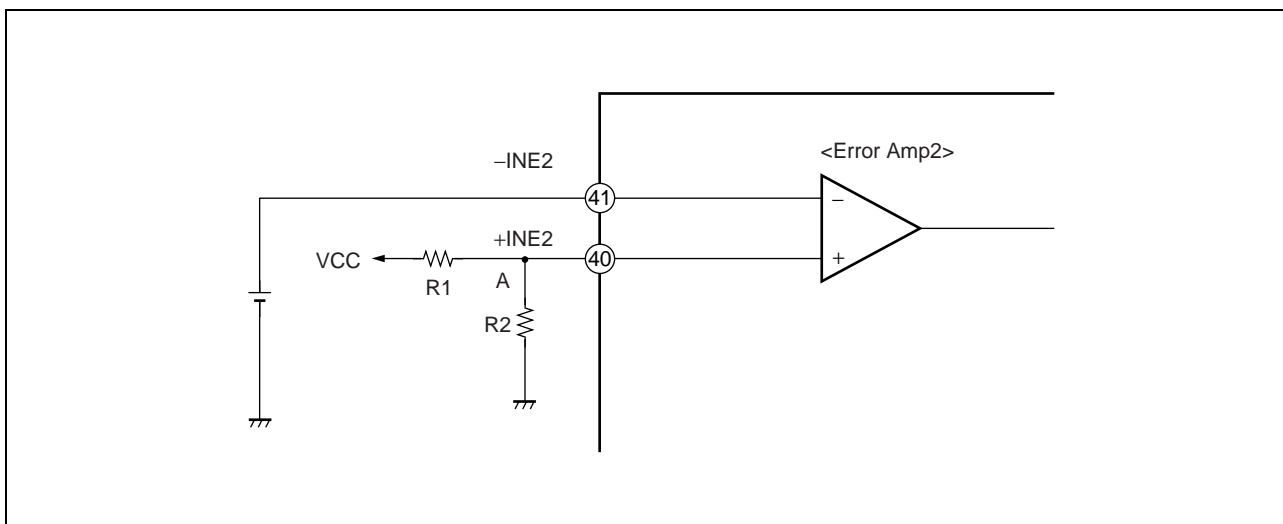 <Error Amp2>
−INE2
41
−
+INE2
VCC
40
+
R1
A
R2